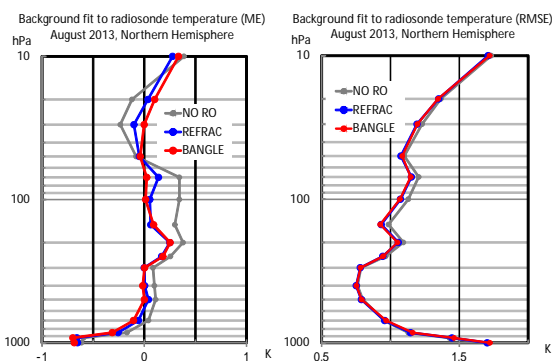 Background fit to radiosonde temperature (ME)
August 2013, Northern Hemisphere
hPa
10
100
1000
NO RO
REFRAC
BANGLE
-1
0
1
K
Background fit to radiosonde temperature (RMSE)
August 2013, Northern Hemisphere
hPa
10
100
1000
NO RO
REFRAC
BANGLE
0.5
1.5
K